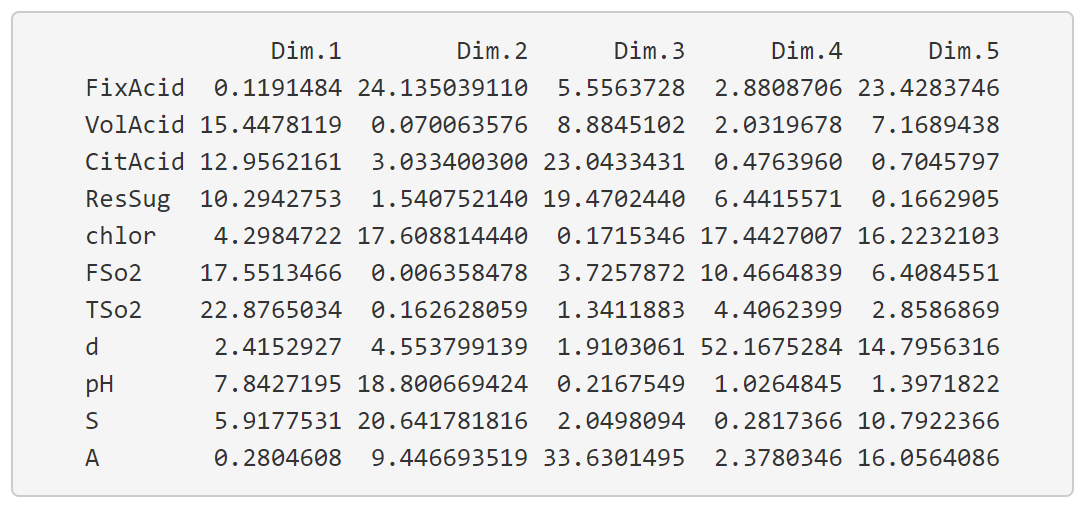 Dim.1 Dim.2 Dim.3 Dim.4 Dim.5
FixAcid 0.1191484 24.135039110 5.5563728 2.8808706 23.4283746
VolAcid 15.4478119 0.070063576 8.8845102 2.0319678 7.1689438
CitAcid 12.9562161 3.033400300 23.0433431 0.4763960 0.7045797
ResSug 10.2942753 1.540752140 19.4702440 6.4415571 0.1662905
chlor 4.2984722 17.608814440 0.1715346 17.4427007 16.2232103
FSo2 17.5513466 0.006358478 3.7257872 10.4664839 6.4084551
TSo2 22.8765034 0.162628059 1.3411883 4.4062399 2.8586869
d 2.4152927 4.553799139 1.9103061 52.1675284 14.7956316
pH 7.8427195 18.800669424 0.2167549 1.0264845 1.3971822
S 5.9177531 20.641781816 2.0498094 0.2817366 10.7922366
A 0.2804608 9.446693519 33.6301495 2.3780346 16.0564086